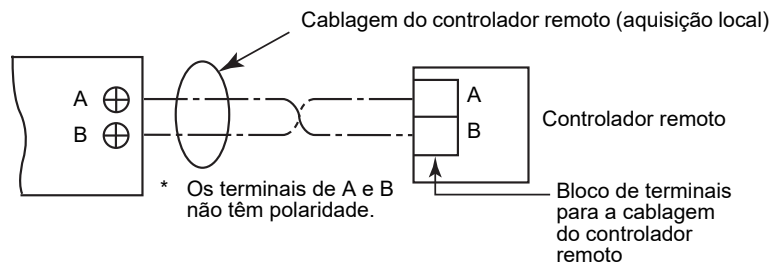 Cablagem do controlador remoto (aquisição local)
A
B
A
B
Controlador remoto
* Os terminais de A e B
não têm polaridade.
Bloco de terminais
para a cablagem
do controlador
remoto